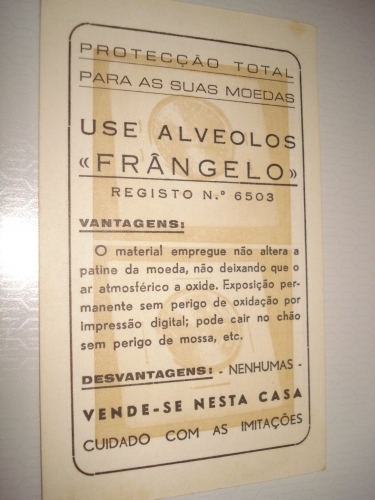 PROTECÇÃO TOTAL
PARA AS SUAS MOEDAS
USE ALVEOLOS
«FRÂNGELO»
REGISTO N.º 6503
VANTAGENS:
O material empregue não altera a
patine da moeda, não deixando que o
ar atmosférico a oxide. Exposição per-
manente sem perigo de oxidação por
impressão digital; pode cair no chão
sem perigo de mossa, etc.
DESVANTAGENS: - NENHUMAS -
VENDE-SE NESTA CASA
CUIDADO COM AS IMITAÇÕES